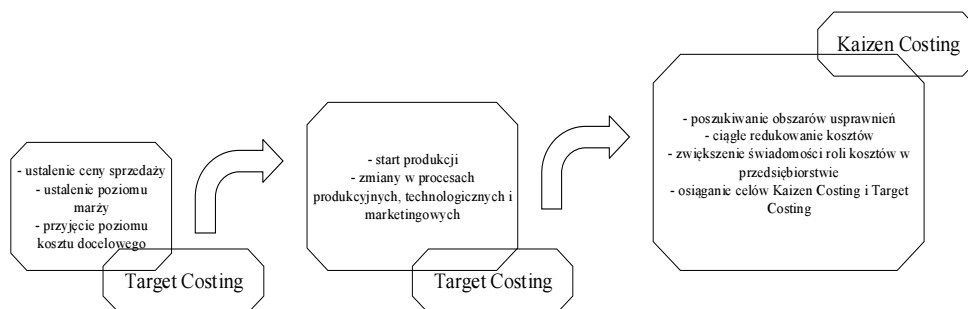 - ustalenie ceny sprzedaży
- ustalenie poziomu
marży
- przyjęcie poziomu
kosztu docelowego
Target Costing
- start produkcji
- zmiany w procesach
produkcyjnych, technologicznych i
marketingowych
Target Costing
Kaizen Costing
- poszukiwanie obszarów usprawnień
- ciągłe redukowanie kosztów
- zwiększenie świadomości roli kosztów w
przedsiębiorstwie
- osiąganie celów Kaizen Costing i Target
Costing